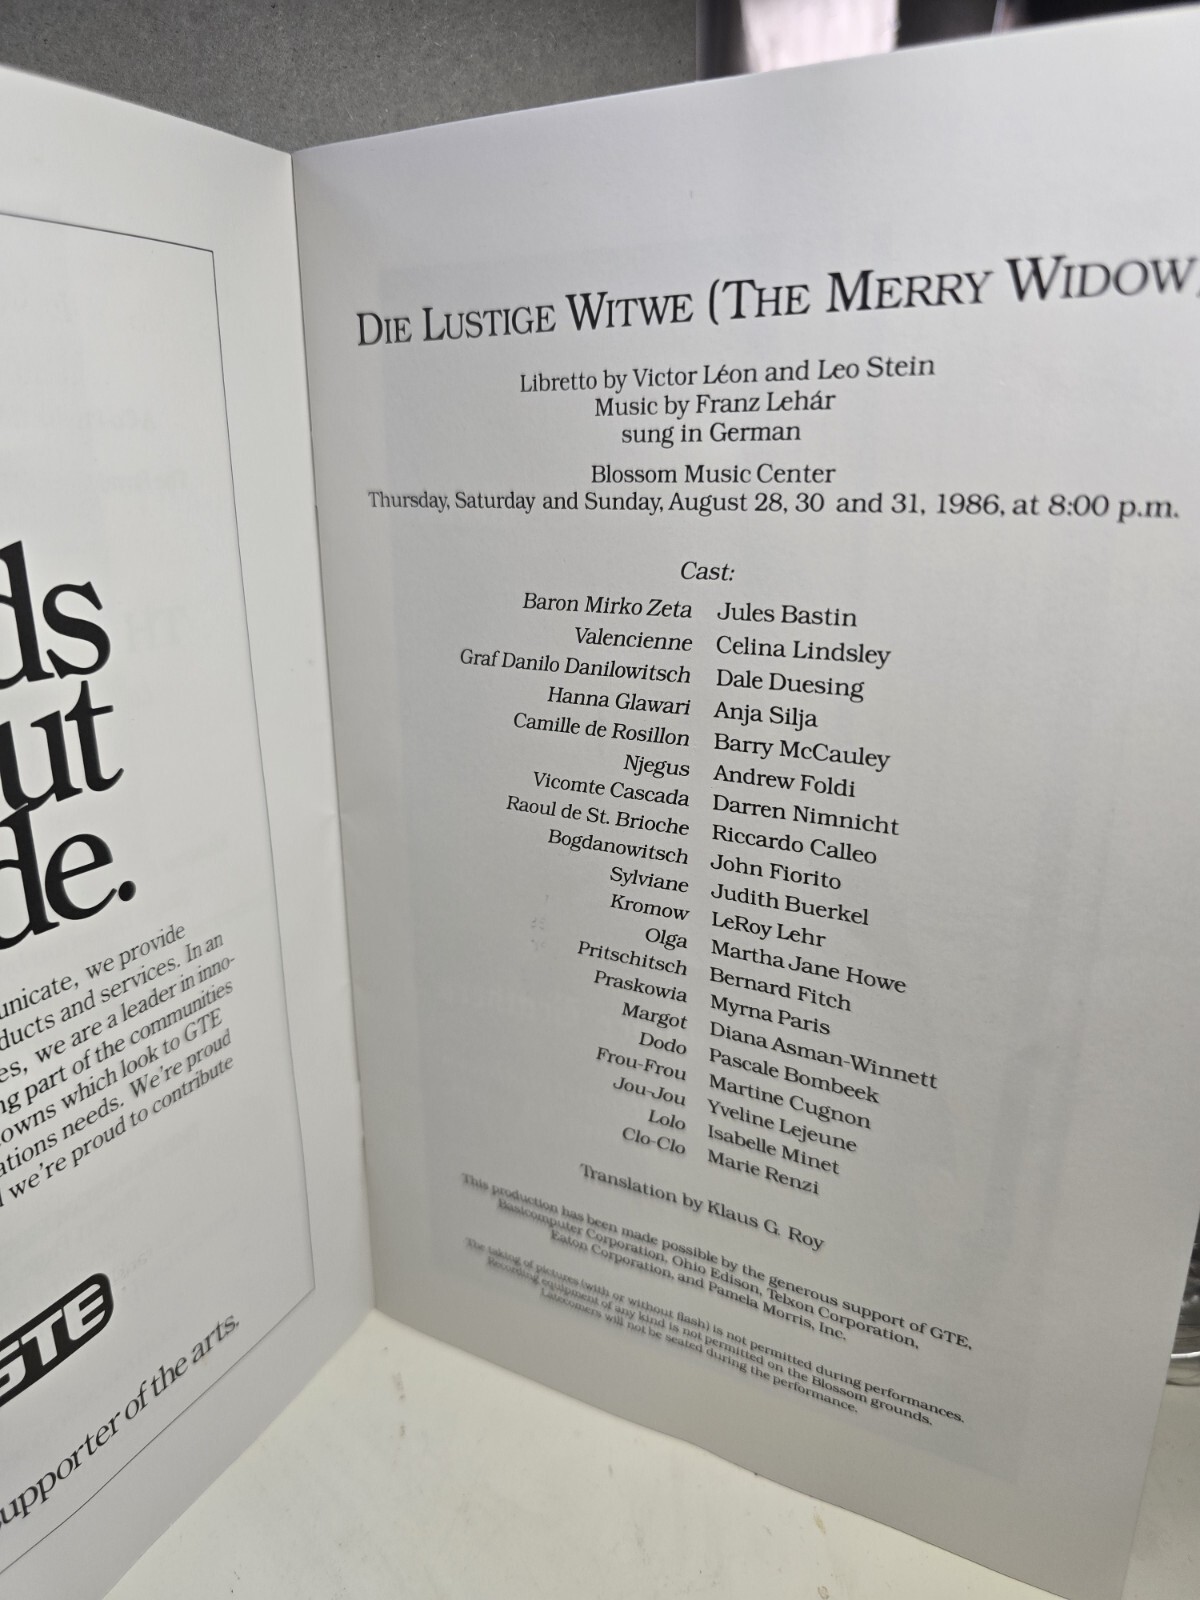 ds
ut
de.
unicate, we provide
ducts and services. In an
es, we are a leader in inno-
ng part of the communities
owns which look to GTE
ations needs. We're proud
we're proud to contribute
GTE
supporter of the arts.
DIE LUSTIGE WITWE (THE MERRY WIDOW)
Libretto by Victor Léon and Leo Stein
Music by Franz Lehár
sung in German
Blossom Music Center
Thursday, Saturday and Sunday, August 28, 30 and 31, 1986, at 8:00 p.m.
Cast:
Baron Mirko Zeta Jules Bastin
Valencienne Celina Lindsley
Graf Danilo Danilowitsch Dale Duesing
Hanna Glawari Anja Silja
Camille de Rosillon Barry McCauley
Njegus Andrew Foldi
Vicomte Cascada Darren Nimnicht
Raoul de St. Brioche Riccardo Calleo
Bogdanowitsch John Fiorito
Sylviane Judith Buerkel
Kromow LeRoy Lehr
Olga Martha Jane Howe
Pritschitsch Bernard Fitch
Praskowia Myrna Paris
Margot Diana Asman-Winnett
Dodo Pascale Bombeek
Frou-Frou Martine Cugnon
Jou-Jou Yveline Lejeune
Lolo Isabelle Minet
Clo-Clo Marie Renzi
Translation by Klaus G. Roy
This production has been made possible by the generous support of GTE,
Basicomputer Corporation, Ohio Edison, Telxon Corporation,
Eaton Corporation, and Pamela Morris, Inc.
The taking of pictures (with or without flash) is not permitted during performances.
Recording equipment of any kind is not permitted on the Blossom grounds.
Latecomers will not be seated during the performance.